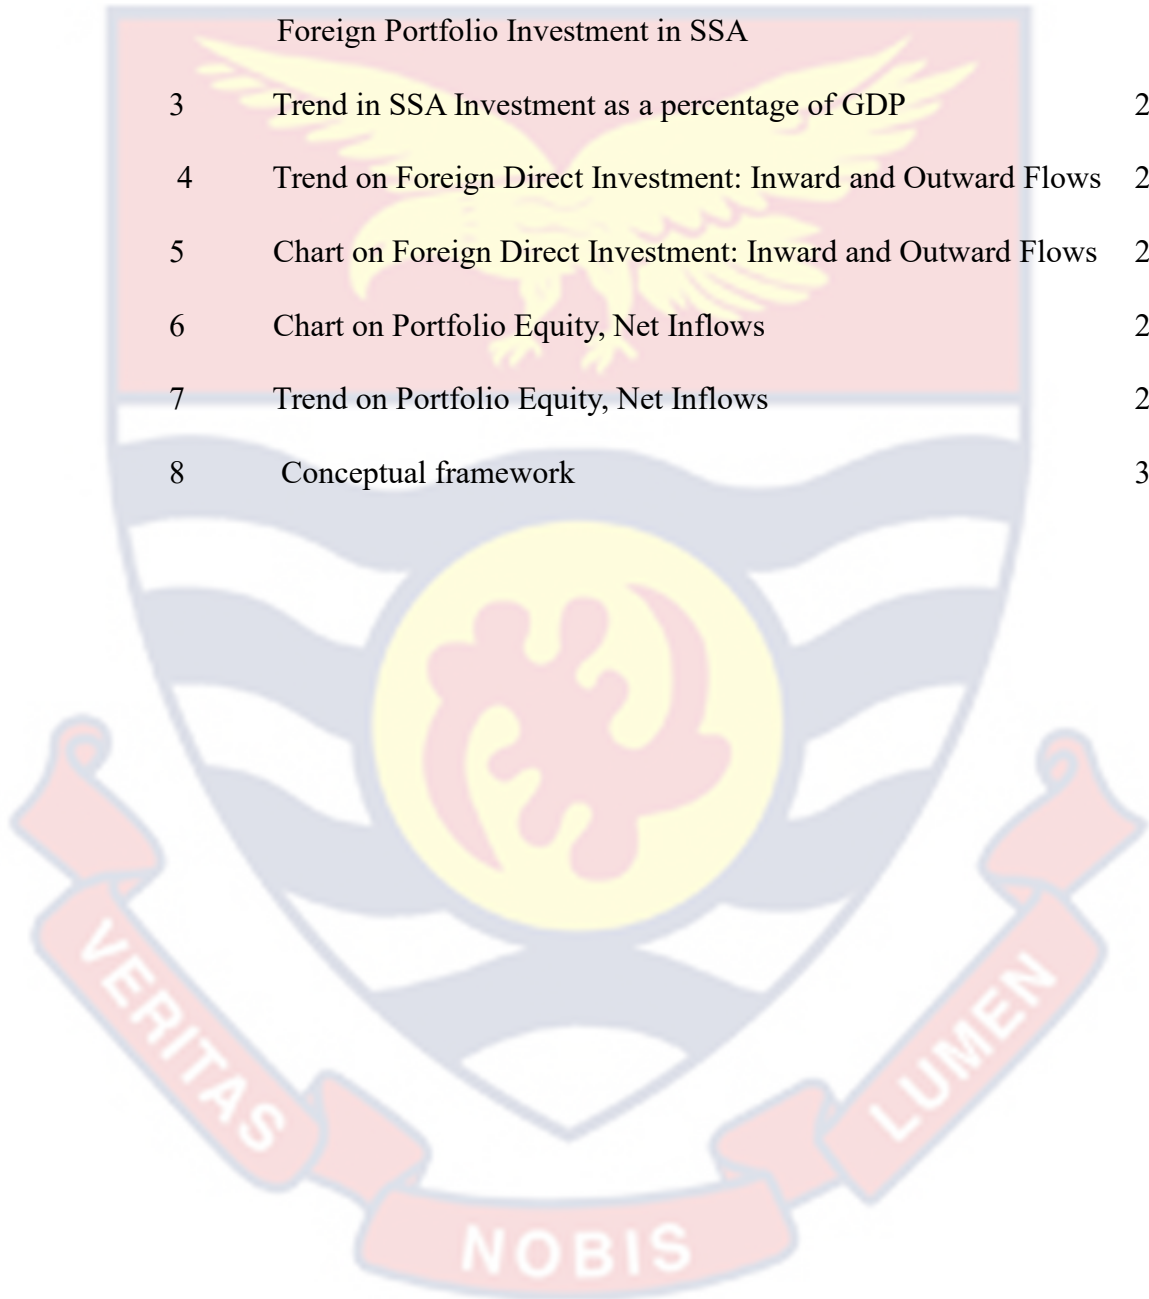 Foreign Portfolio Investment in SSA
3 Trend in SSA Investment as a percentage of GDP 2
4 Trend on Foreign Direct Investment: Inward and Outward Flows 2
5 Chart on Foreign Direct Investment: Inward and Outward Flows 2
6 Chart on Portfolio Equity, Net Inflows 2
7 Trend on Portfolio Equity, Net Inflows 2
8 Conceptual framework 3
VERITAS
NOBIS
LUMEN